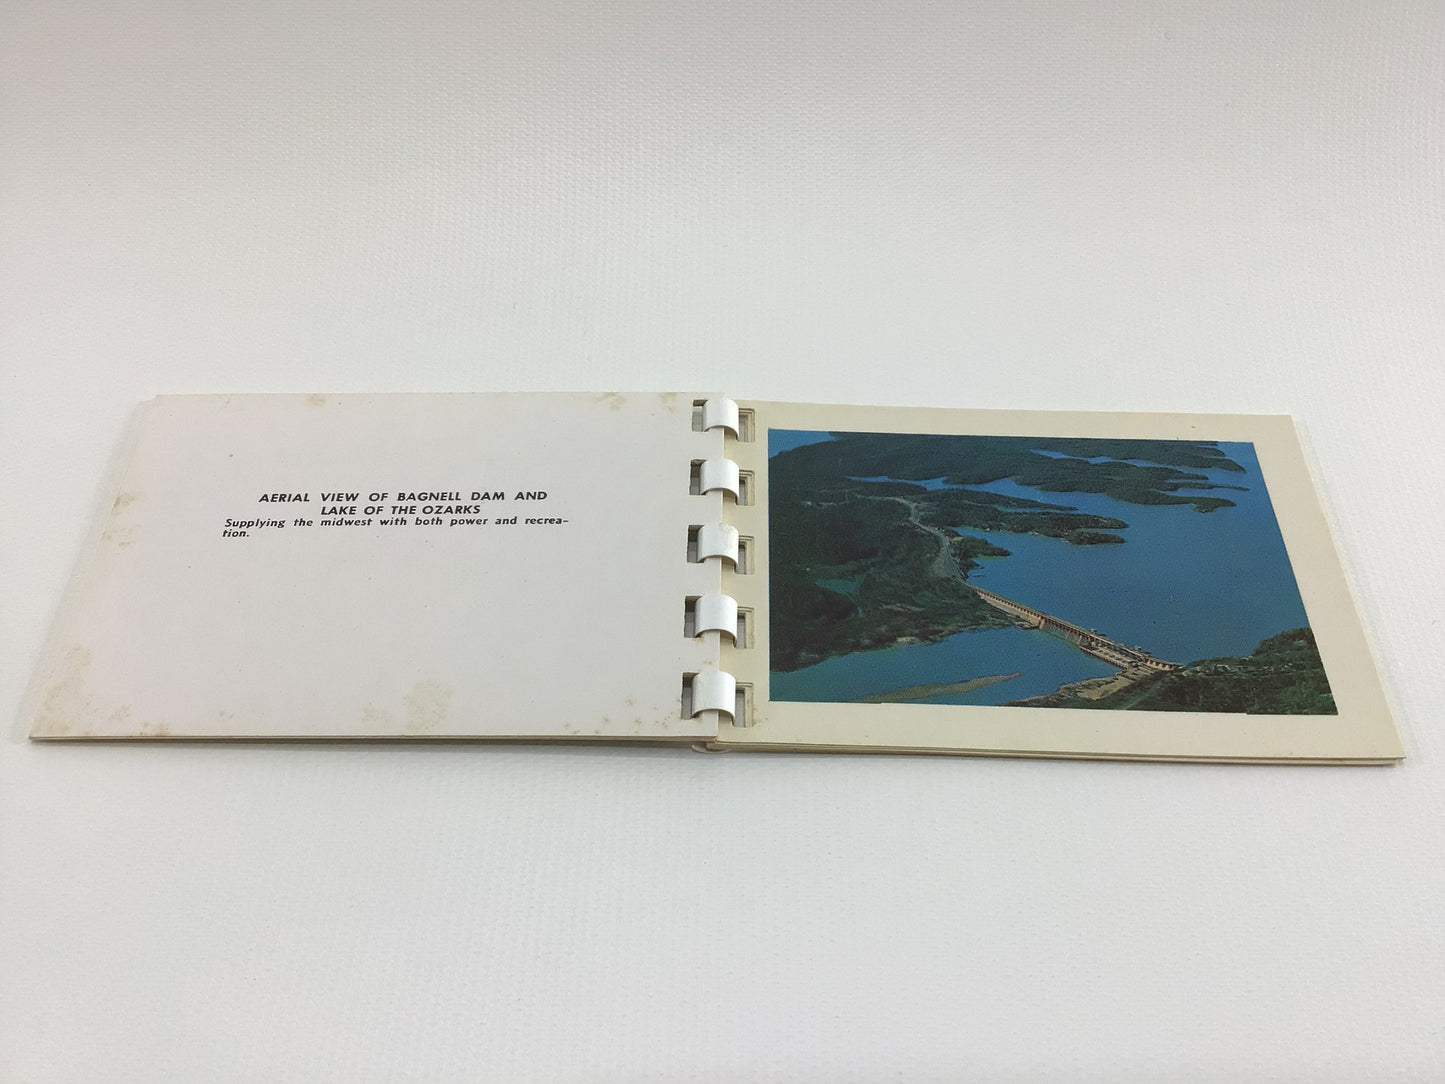 AERIAL VIEW OF BAGNELL DAM AND
LAKE OF THE OZARKS
Supplying the midwest with both power and recrea-
tion.